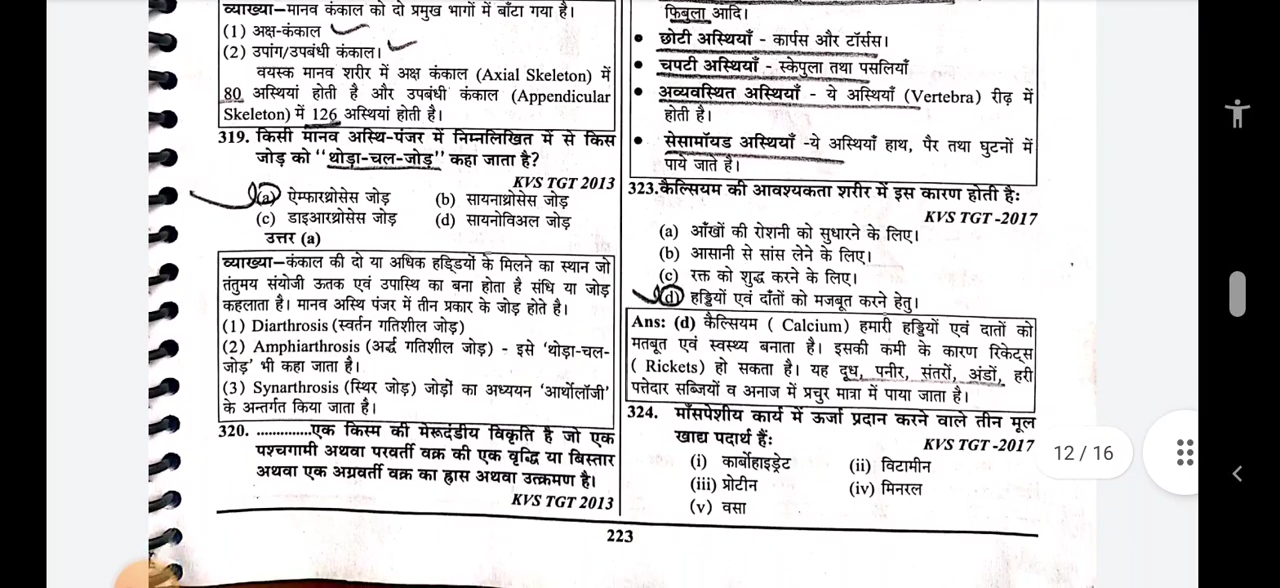 व्याख्या–मानव कंकाल को दो प्रमुख भागों में बाँटा गया है।
(1) अक्ष-कंकाल
(2) उपांग/उपबंधी कंकाल।
वयस्क मानव शरीर में अक्ष कंकाल (Axial Skeleton) में
80 अस्थियां होती है और उपबंधी कंकाल (Appendicular
Skeleton) में 126 अस्थियां होती है।
319. किसी मानव अस्थि-पंजर में निम्नलिखित में से किस
जोड़ को "थोड़ा-चल-जोड़" कहा जाता है?
KVS TGT 2013
(a) ऐम्फारथ्रोसेस जोड़ (b) सायनाथ्रोसेस जोड़
(c) डाइआरथ्रोसेस जोड़ (d) सायनोविअल जोड़
उत्तर (a)
व्याख्या–कंकाल की दो या अधिक हड्डियों के मिलने का स्थान जो
तंतुमय संयोजी ऊतक एवं उपास्थि का बना होता है संधि या जोड़
कहलाता है। मानव अस्थि पंजर में तीन प्रकार के जोड़ होते है।
(1) Diarthrosis (स्वर्तन गतिशील जोड़)
(2) Amphiarthrosis (अर्द्ध गतिशील जोड़) - इसे 'थोड़ा-चल-
जोड़' भी कहा जाता है।
(3) Synarthrosis (स्थिर जोड़) जोड़ों का अध्ययन 'आर्थोलॉजी'
के अन्तर्गत किया जाता है।
320. ..............एक किस्म की मेरूदंडीय विकृति है जो एक
पश्चगामी अथवा परवर्ती वक्र की एक वृद्धि या बिस्तार
अथवा एक अग्रवर्ती वक्र का ह्रास अथवा उत्क्रमण है।
KVS TGT 2013
फिबुला आदि।
• छोटी अस्थियाँ - कार्पस और टॉर्सस।
• चपटी अस्थियाँ - स्केपुला तथा पसलियाँ
• अव्यवस्थित अस्थियाँ - ये अस्थियाँ (Vertebra) रीढ़ में
होती है।
• सेसामॉयड अस्थियाँ -ये अस्थियाँ हाथ, पैर तथा घुटनों में
पाये जाते है।
323.कैल्सियम की आवश्यकता शरीर में इस कारण होती है:
KVS TGT -2017
(a) आँखों की रोशनी को सुधारने के लिए।
(b) आसानी से सांस लेने के लिए।
(c) रक्त को शुद्ध करने के लिए।
(d) हड्डियों एवं दाँतों को मजबूत करने हेतु।
Ans: (d) कैल्सियम ( Calcium) हमारी हड्डियों एवं दातों को
मतबूत एवं स्वस्थ्य बनाता है। इसकी कमी के कारण रिकेट्स
( Rickets) हो सकता है। यह दूध, पनीर, संतरों, अंडों, हरी
पत्तेदार सब्जियों व अनाज में प्रचुर मात्रा में पाया जाता है।
324. माँसपेशीय कार्य में ऊर्जा प्रदान करने वाले तीन मूल
खाद्य पदार्थ हैं: KVS TGT -2017
(i) कार्बोहाइड्रेट (ii) विटामीन
(iii) प्रोटीन (iv) मिनरल
(v) वसा
223
12 / 16